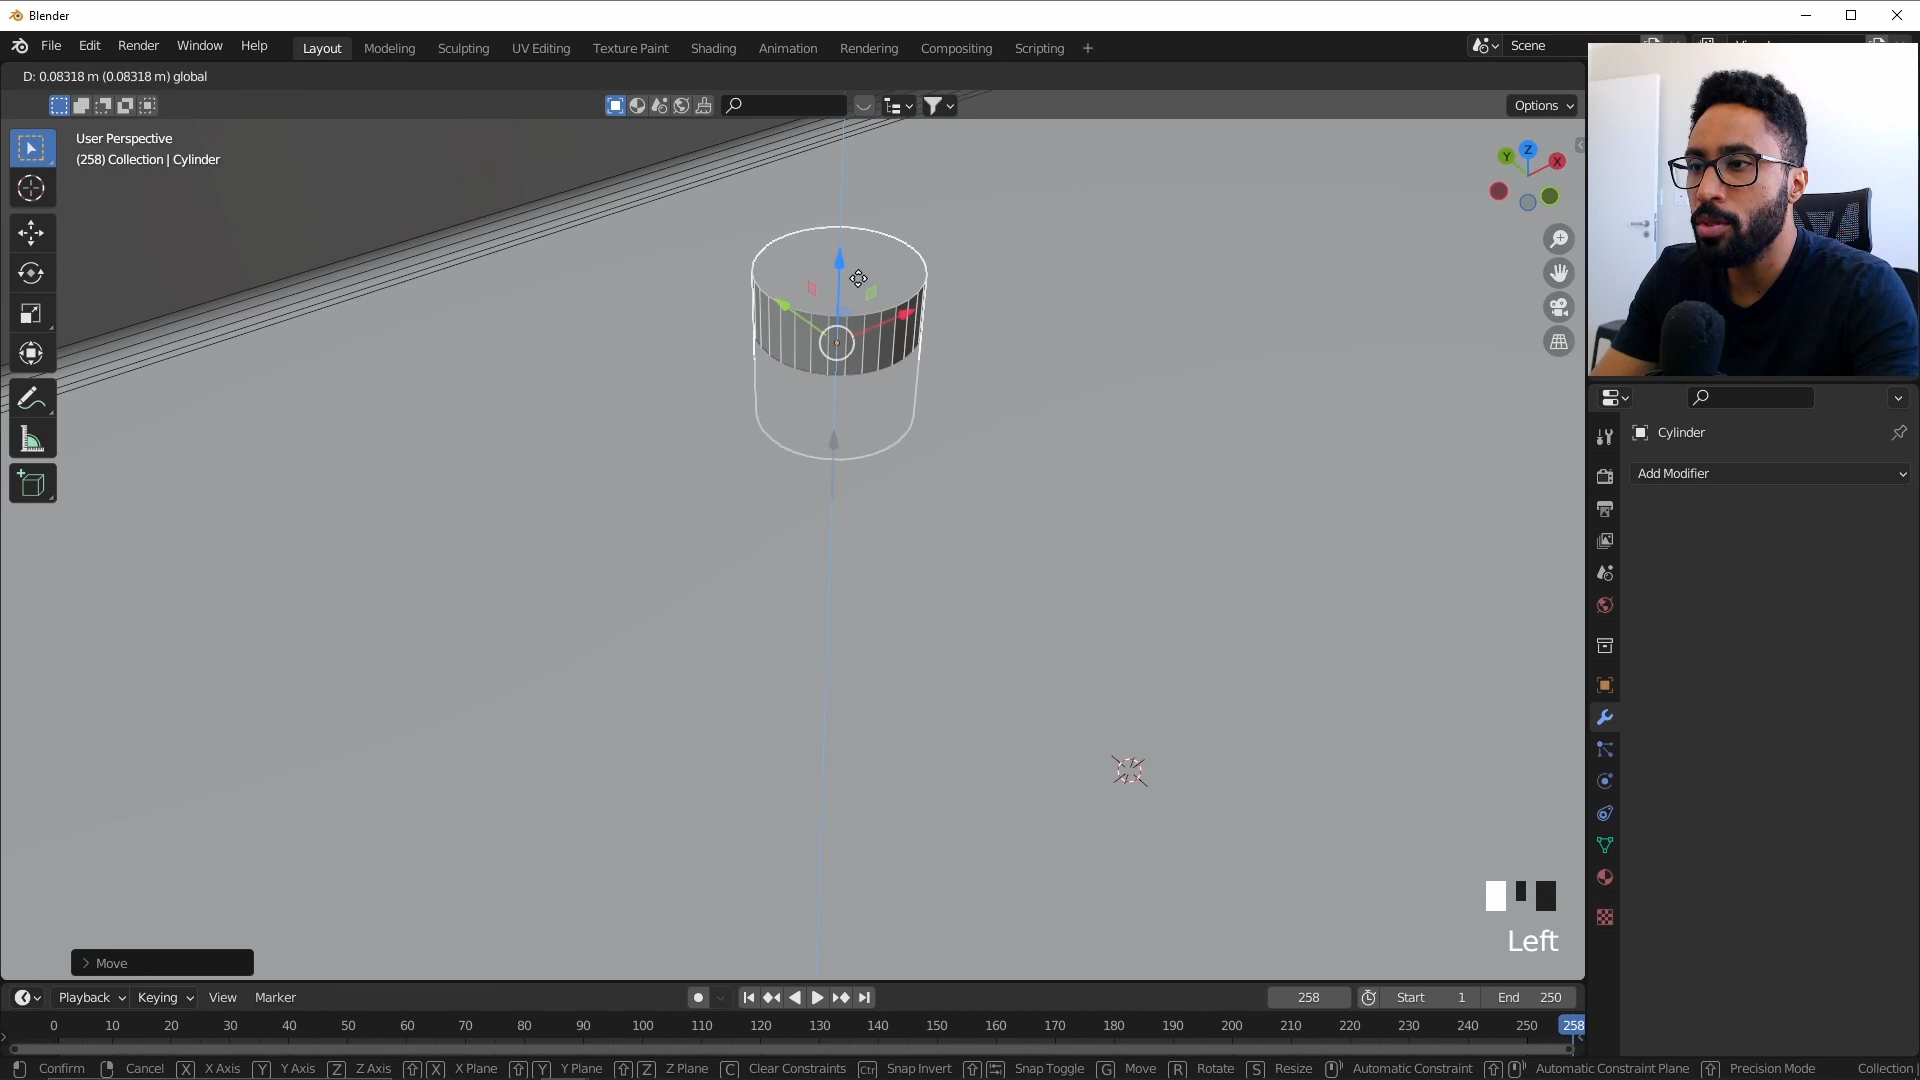 Blender
File Edit Render Window Help Layout Modeling Sculpting UV Editing Texture Paint Shading Animation Rendering Compositing Scripting + Scene
D: 0.08318 m (0.08318 m) global
Options
User Perspective
(258) Collection | Cylinder
Y Z X
Cylinder
Add Modifier
Left
Move
Playback Keying View Marker 258 Start 1 End 250
0 10 20 30 40 50 60 70 80 90 100 110 120 130 140 150 160 170 180 190 200 210 220 230 240 250 258
Confirm Cancel X X Axis Y Y Axis Z Z Axis X X Plane Y Y Plane Z Z Plane C Clear Constraints Ctrl Snap Invert Snap Toggle G Move R Rotate S Resize Automatic Constraint Automatic Constraint Plane Precision Mode Collection